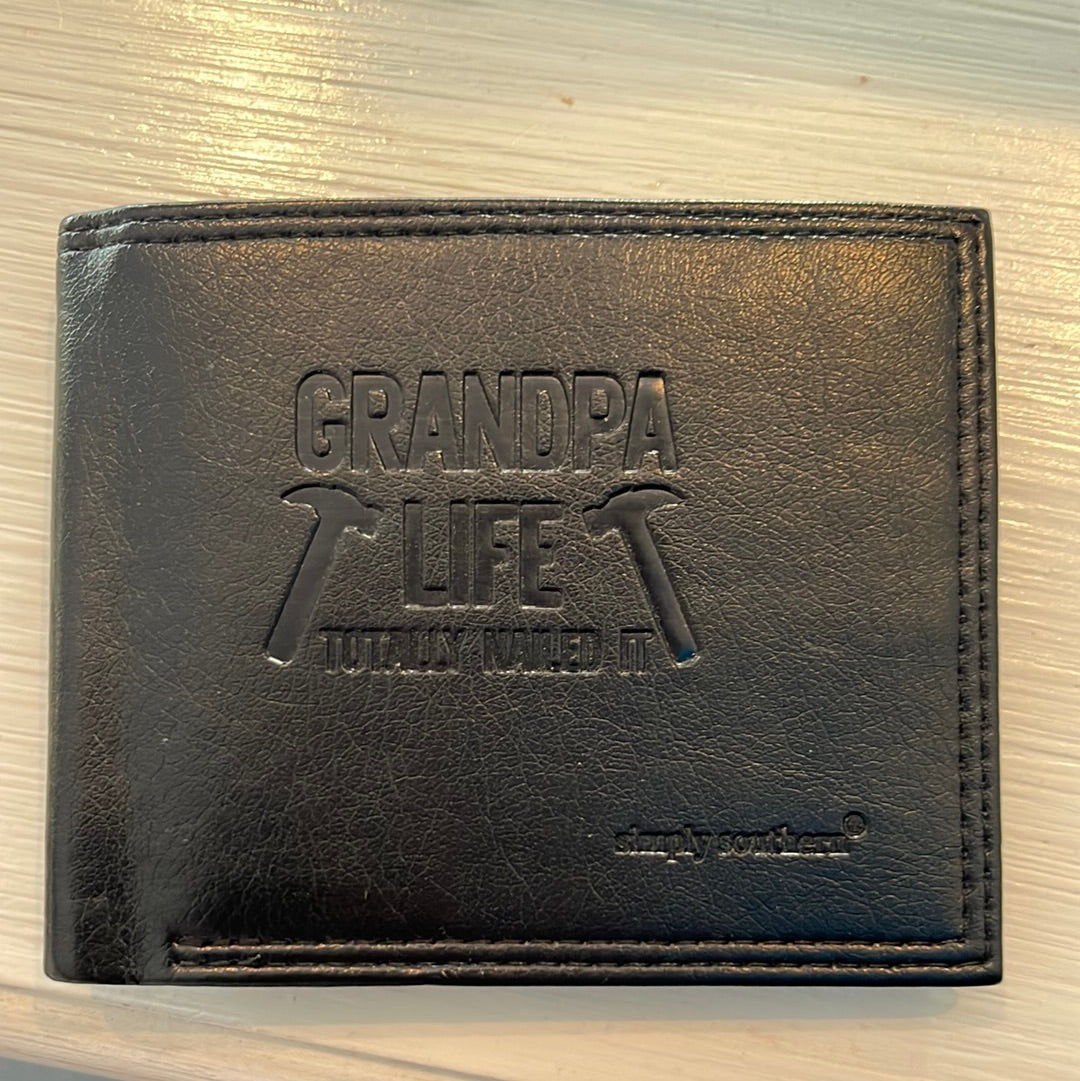 GRANDPA
LIFE
TOTALLY NAILED IT.
simply southern®